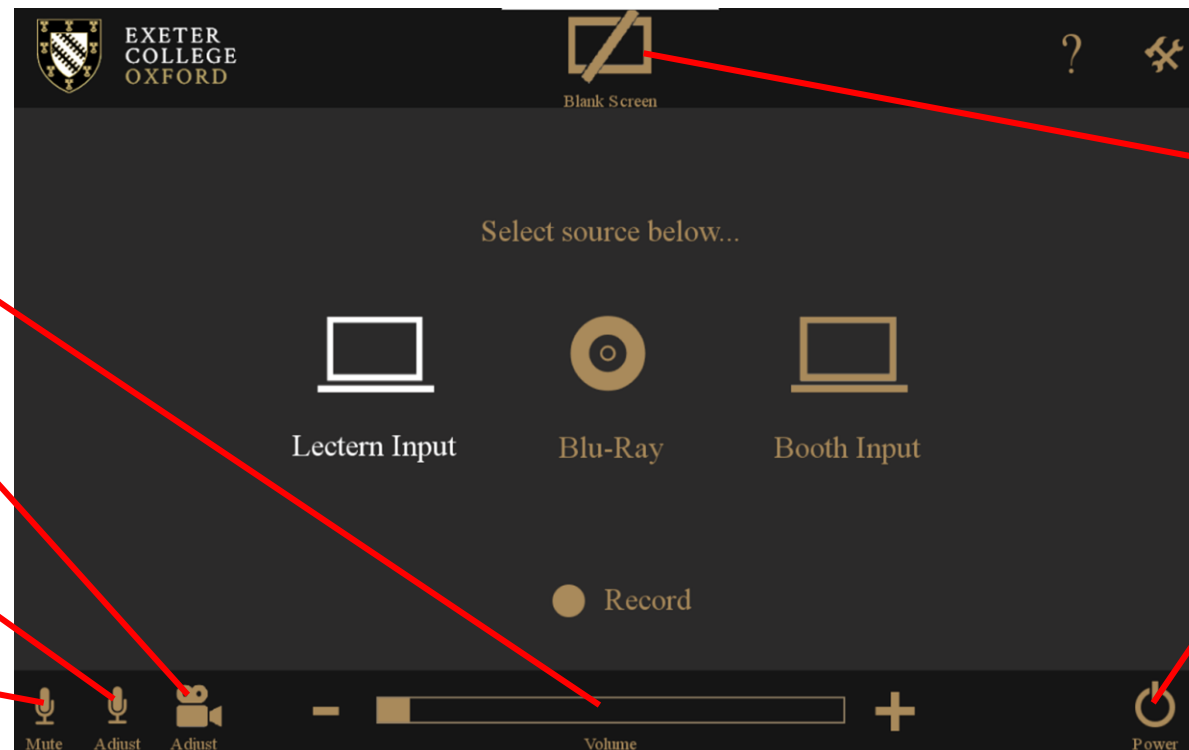 EXETER
COLLEGE
OXFORD
?
Blank Screen
Select source below...
Lectern Input
Blu-Ray
Booth Input
Record
Mute
Adjust
Adjust
Volume
Power